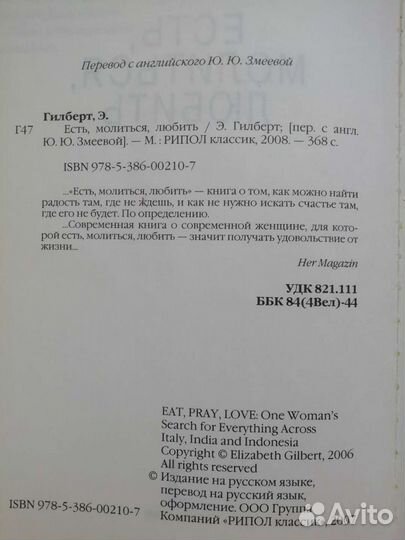 Перевод с английского Ю. Ю. Змеевой
Гилберт, Э.
Г47 Есть, молиться, любить / Э. Гилберт; [пер. с англ.
Ю. Ю. Змеевой]. — М. : РИПОЛ классик, 2008. — 368 с.
ISBN 978-5-386-00210-7
...«Есть, молиться, любить» — книга о том, как можно найти
радость там, где не ждешь, и как не нужно искать счастье там,
где его не будет. По определению.
...Современная книга о современной женщине, для кото-
рой есть, молиться, любить — значит получать удовольствие от
жизни...
Her Magazin
УДК 821.111
ББК 84(4Вел)-44
EAT, PRAY, LOVE: One Woman's
Search for Everything Across
Italy, India and Indonesia
Copyright © Elizabeth Gilbert, 2006
All rights reserved
© Издание на русском языке,
перевод на русский язык,
оформление. ООО Группа
ISBN 978-5-386-00210-7 Компаний «РИПОЛ классик»,
Avito